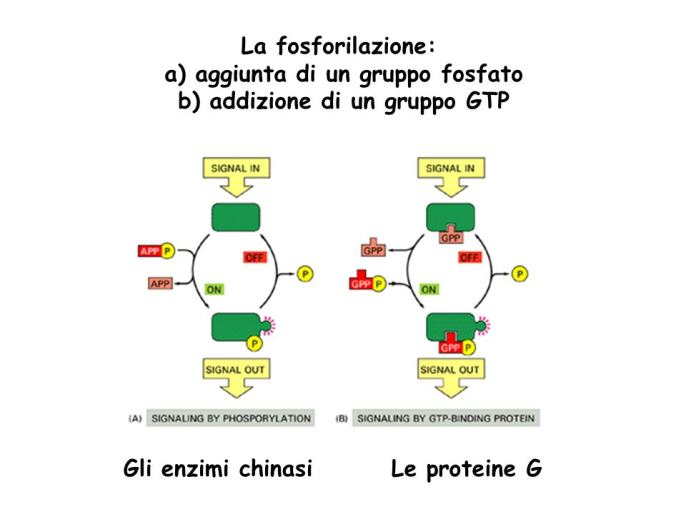 La fosforilazione:
a) aggiunta di un gruppo fosfato
b) addizione di un gruppo GTP
SIGNAL IN
APP P
APP
OFF
ON
P
P
SIGNAL OUT
(A) SIGNALING BY PHOSPORYLATION
SIGNAL IN
GPP
GPP
GPP P
OFF
ON
P
GPP P
SIGNAL OUT
(B) SIGNALING BY GTP-BINDING PROTEIN
Gli enzimi chinasi
Le proteine G